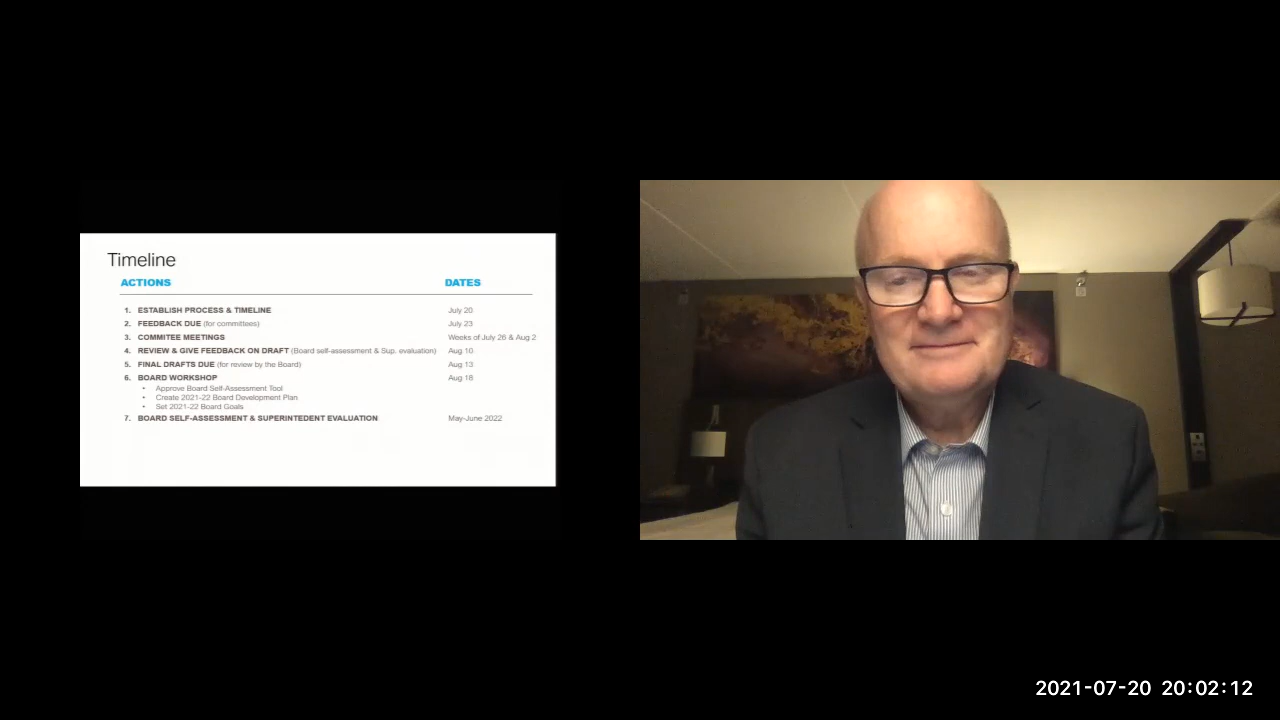 Timeline
ACTIONS DATES
1. ESTABLISH PROCESS & TIMELINE July 20
2. FEEDBACK DUE (for committees) July 23
3. COMMITEE MEETINGS Weeks of July 26 & Aug 2
4. REVIEW & GIVE FEEDBACK ON DRAFT (Board self-assessment & Sup. evaluation) Aug 10
5. FINAL DRAFTS DUE (for review by the Board) Aug 13
6. BOARD WORKSHOP Aug 18
• Approve Board Self-Assessment Tool
• Create 2021-22 Board Development Plan
• Set 2021-22 Board Goals
7. BOARD SELF-ASSESSMENT & SUPERINTEDENT EVALUATION May-June 2022
2021-07-20 20:02:12